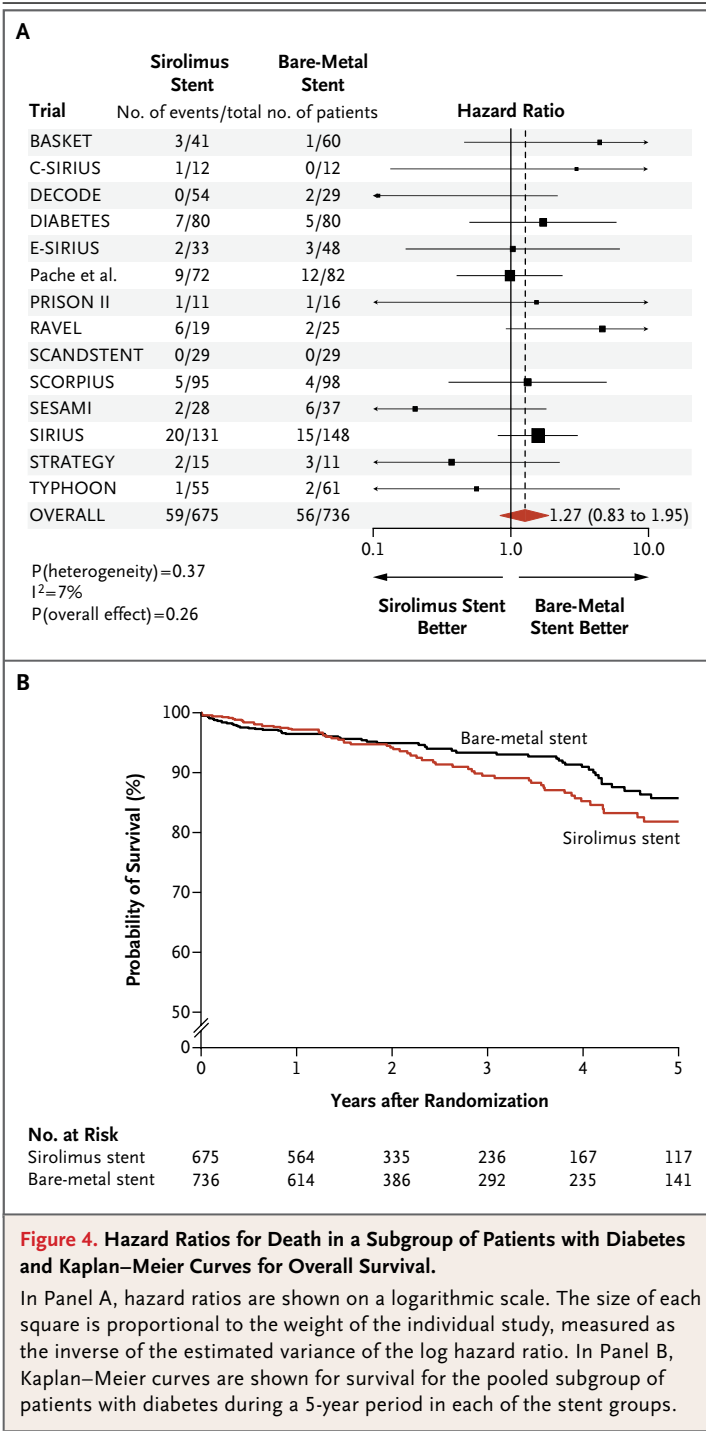 A
Sirolimus Stent Bare-Metal Stent
Trial No. of events/total no. of patients Hazard Ratio
BASKET 3/41 1/60
C-SIRIUS 1/12 0/12
DECODE 0/54 2/29
DIABETES 7/80 5/80
E-SIRIUS 2/33 3/48
Pache et al. 9/72 12/82
PRISON II 1/11 1/16
RAVEL 6/19 2/25
SCANDSTENT 0/29 0/29
SCORPIUS 5/95 4/98
SESAMI 2/28 6/37
SIRIUS 20/131 15/148
STRATEGY 2/15 3/11
TYPHOON 1/55 2/61
OVERALL 59/675 56/736 1.27 (0.83 to 1.95)
0.1 1.0 10.0
P(heterogeneity)=0.37
I²=7%
P(overall effect)=0.26
Sirolimus Stent Better
Bare-Metal Stent Better
B
Probability of Survival (%)
100
90
80
70
60
50
0
Bare-metal stent
Sirolimus stent
0 1 2 3 4 5
Years after Randomization
No. at Risk
Sirolimus stent 675 564 335 236 167 117
Bare-metal stent 736 614 386 292 235 141
Figure 4. Hazard Ratios for Death in a Subgroup of Patients with Diabetes
and Kaplan–Meier Curves for Overall Survival.
In Panel A, hazard ratios are shown on a logarithmic scale. The size of each
square is proportional to the weight of the individual study, measured as
the inverse of the estimated variance of the log hazard ratio. In Panel B,
Kaplan–Meier curves are shown for survival for the pooled subgroup of
patients with diabetes during a 5-year period in each of the stent groups.